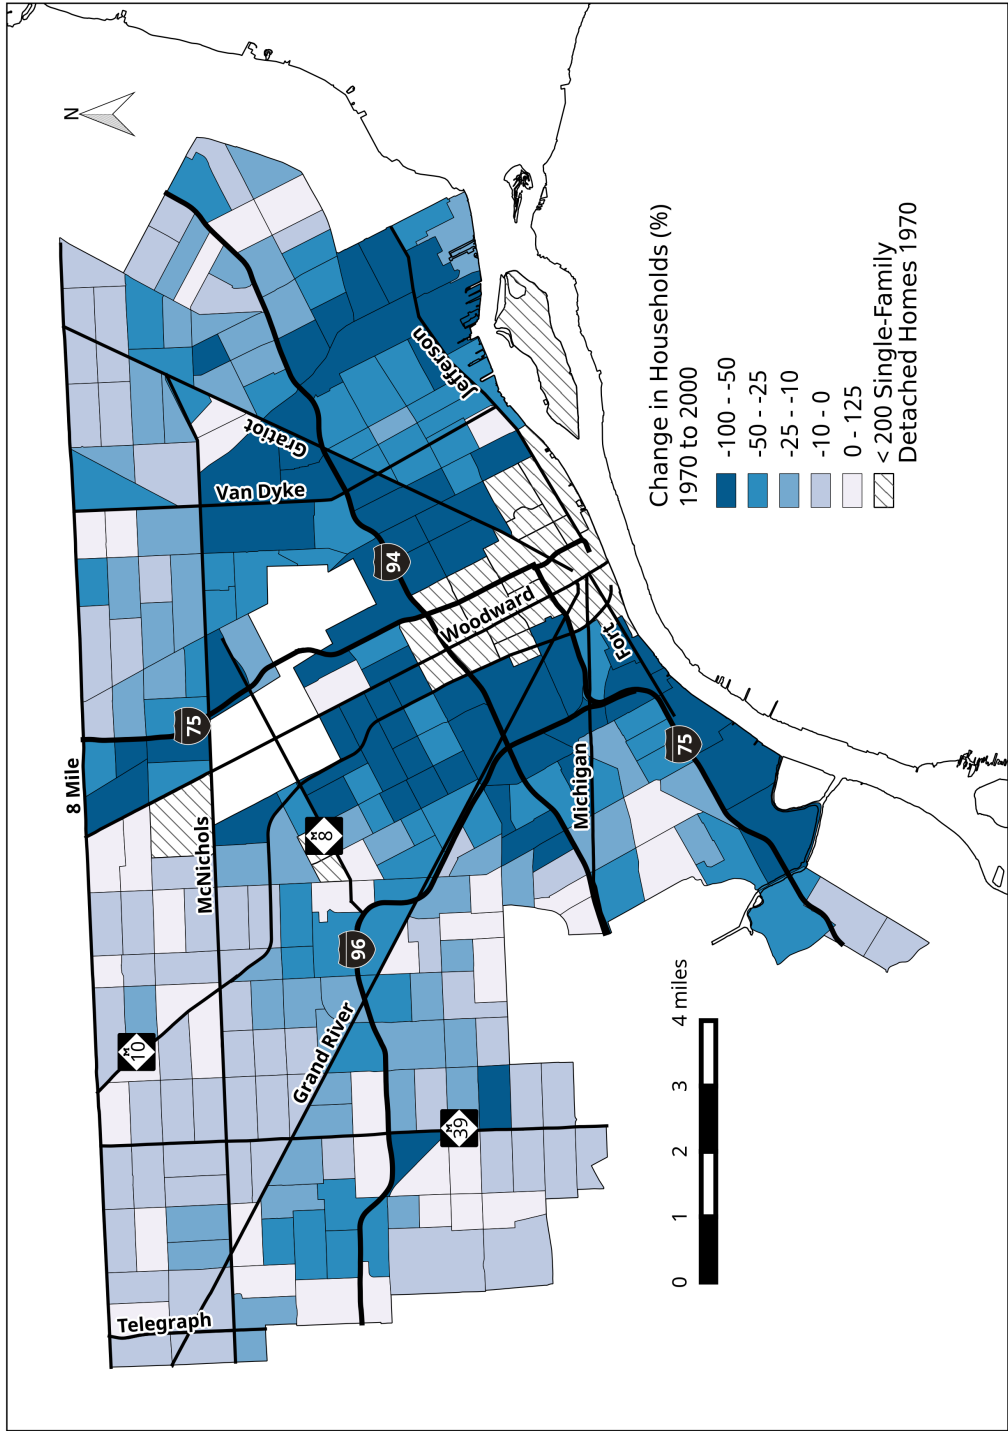 N
8 Mile
McNichols
Telegraph
Grand River
Van Dyke
Gratiot
Jefferson
Woodward
Fort
Michigan
94
75
75
96
M
8
M
10
M
39
Change in Households (%)
1970 to 2000
-100 - -50
-50 - -25
-25 - -10
-10 - 0
0 - 125
< 200 Single-Family
Detached Homes 1970
0 1 2 3 4 miles